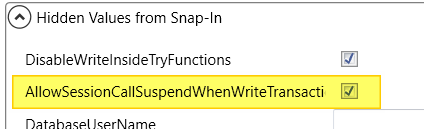 Hidden Values from Snap-In
DisableWriteInsideTryFunctions
AllowSessionCallSuspendWhenWriteTransacti
DatabaseUserName